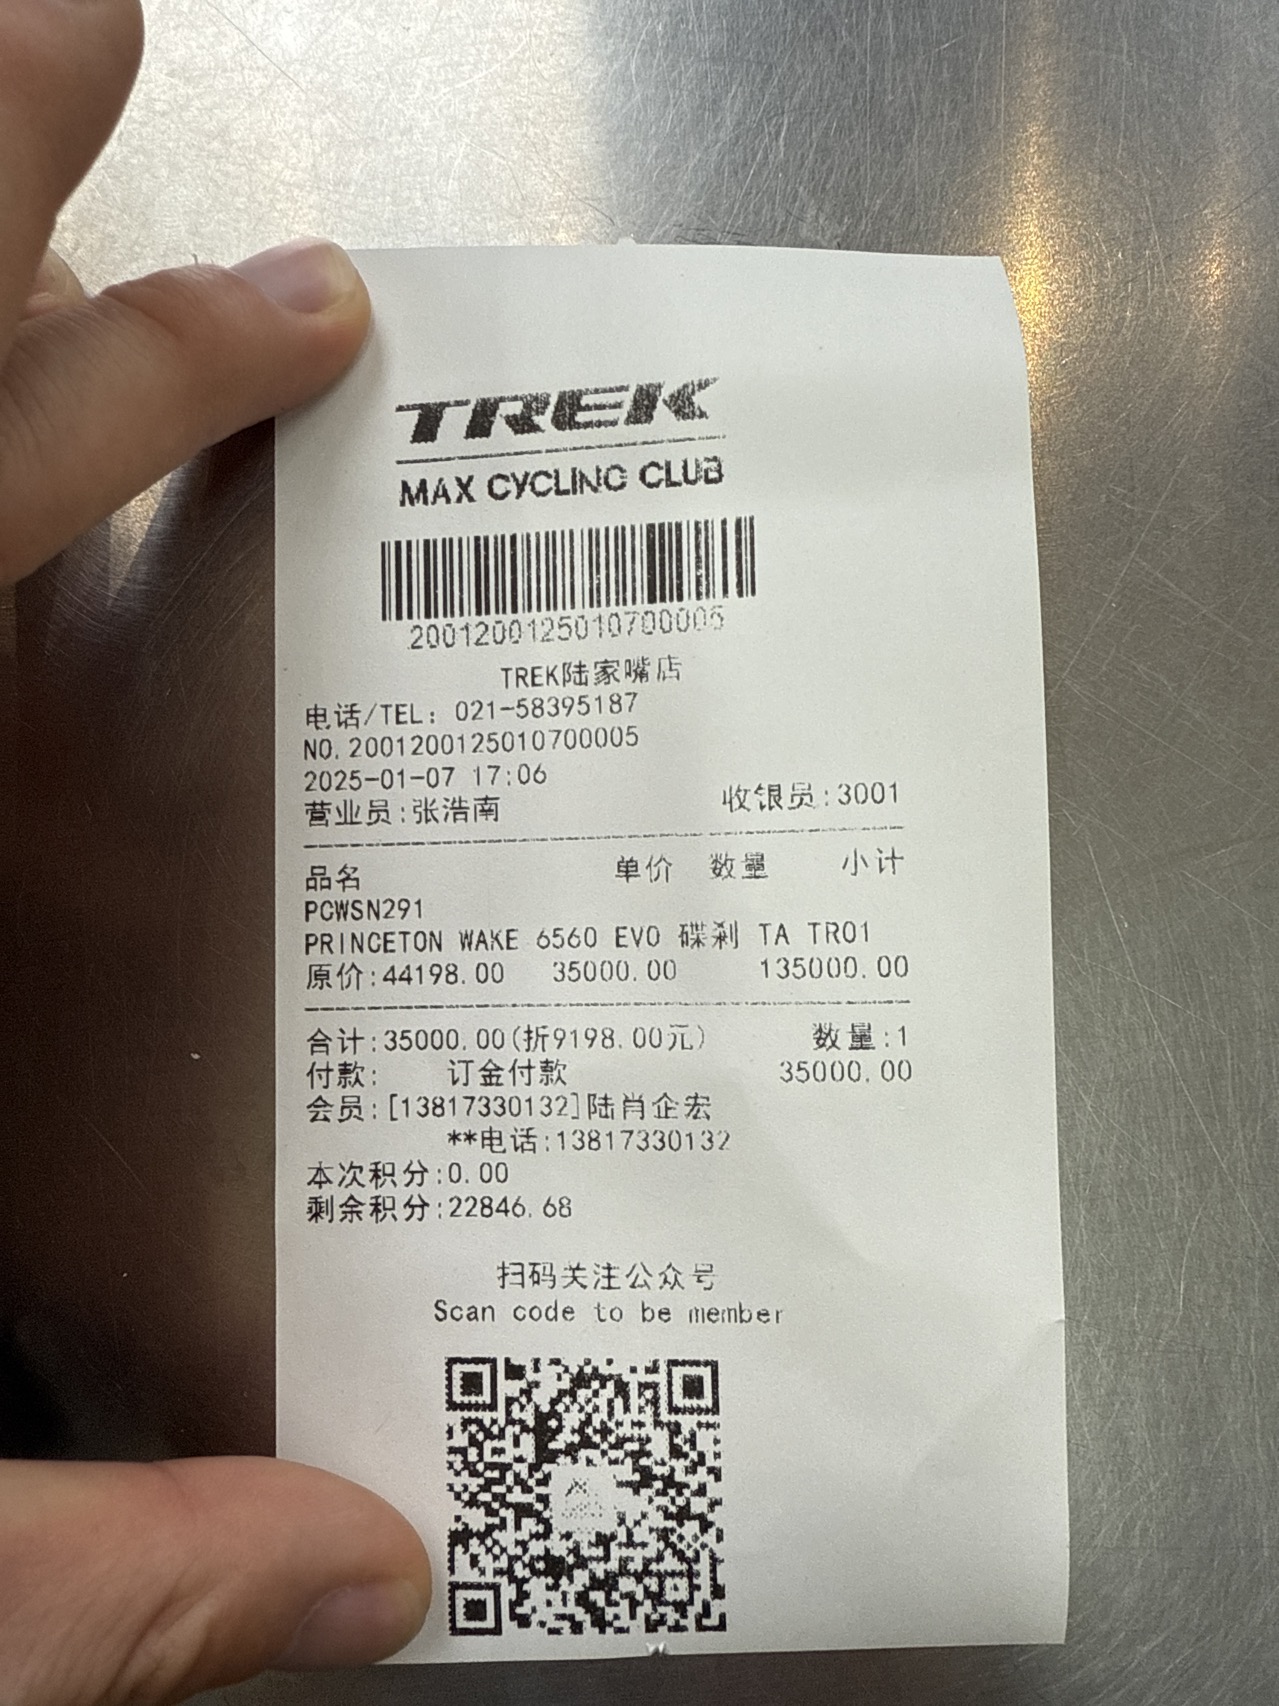 TREK
MAX CYCLING CLUB
2001200125010700005
TREK陆家嘴店
电话/TEL: 021-58395187
NO.2001200125010700005
2025-01-07 17:06
营业员:张浩南 收银员:3001
品名 单价 数量 小计
PCWSN291
PRINCETON WAKE 6560 EVO 碟刹 TA TR01
原价:44198.00 35000.00 135000.00
合计:35000.00(折9198.00元) 数量:1
付款: 订金付款 35000.00
会员:[13817330132]陆肖企宏
**电话:13817330132
本次积分:0.00
剩余积分:22846.68
扫码关注公众号
Scan code to be member